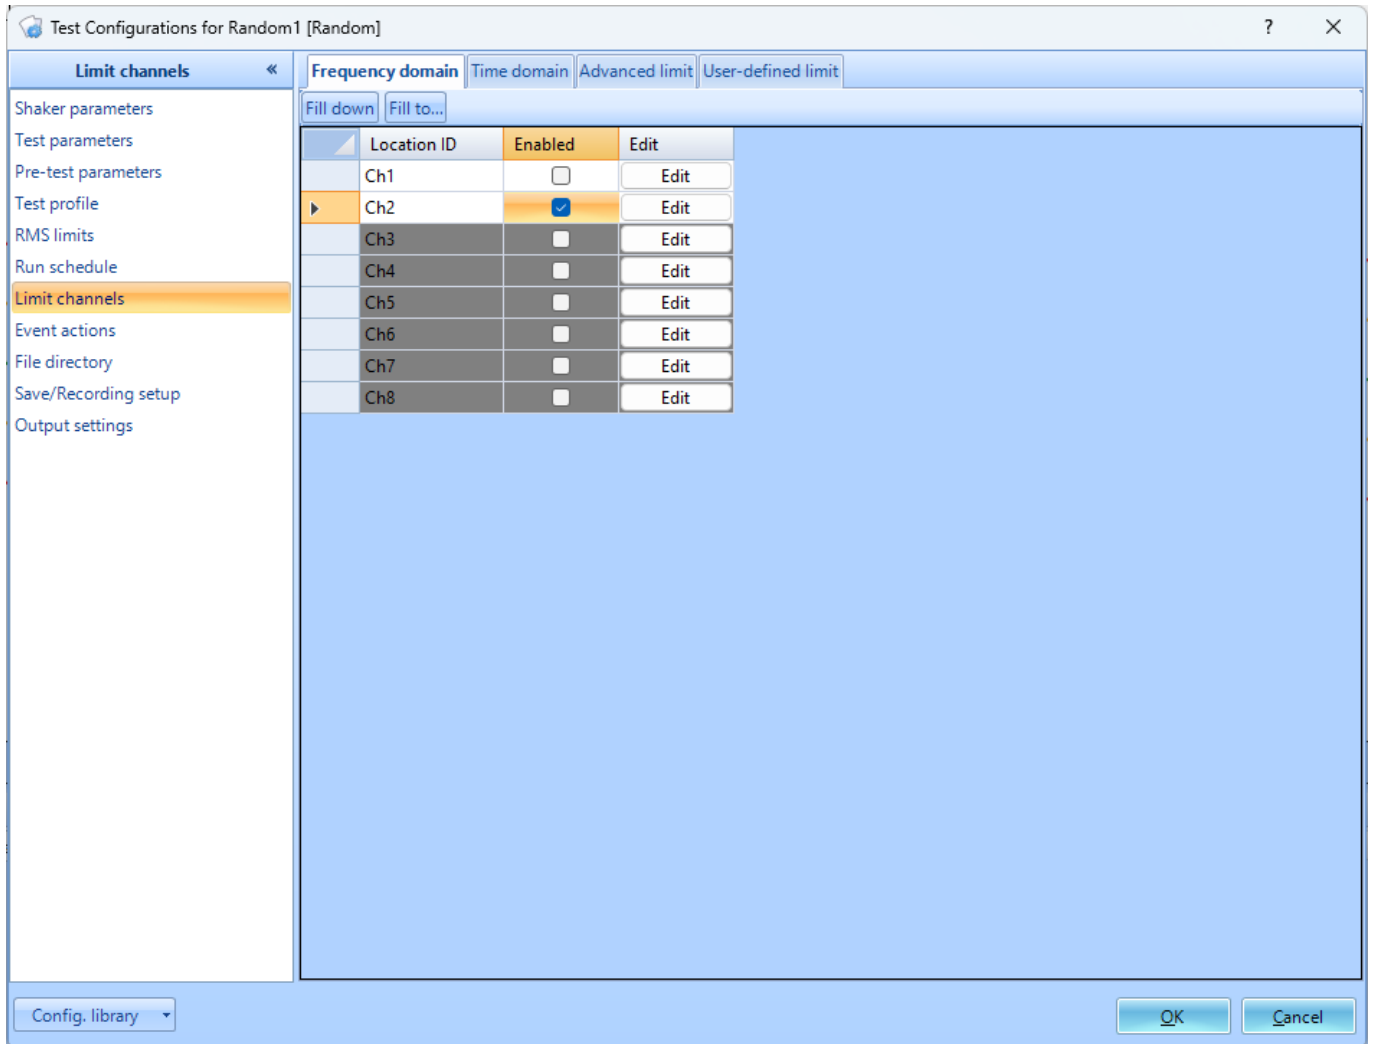 Test Configurations for Random1 [Random]
?
Limit channels «
Shaker parameters
Test parameters
Pre-test parameters
Test profile
RMS limits
Run schedule
Limit channels
Event actions
File directory
Save/Recording setup
Output settings
Frequency domain Time domain Advanced limit User-defined limit
Fill down Fill to...
Location ID Enabled Edit
Ch1 Edit
Ch2 Edit
Ch3 Edit
Ch4 Edit
Ch5 Edit
Ch6 Edit
Ch7 Edit
Ch8 Edit
Config. library
OK Cancel